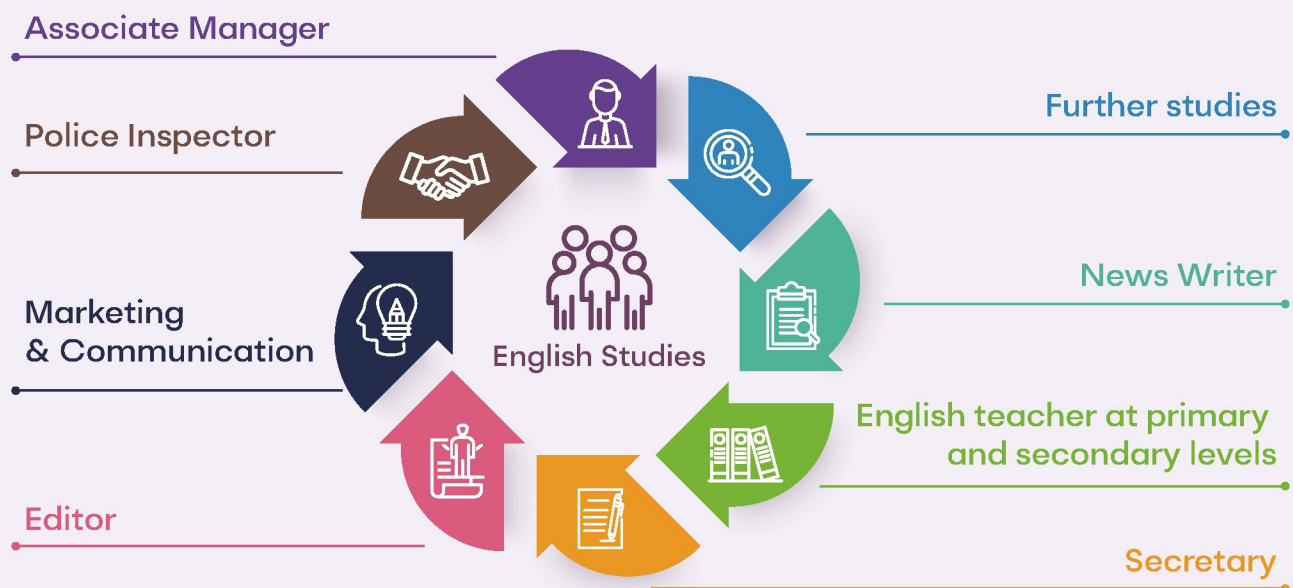 Associate Manager
Police Inspector
Marketing
& Communication
Editor
English Studies
Further studies
News Writer
English teacher at primary
and secondary levels
Secretary